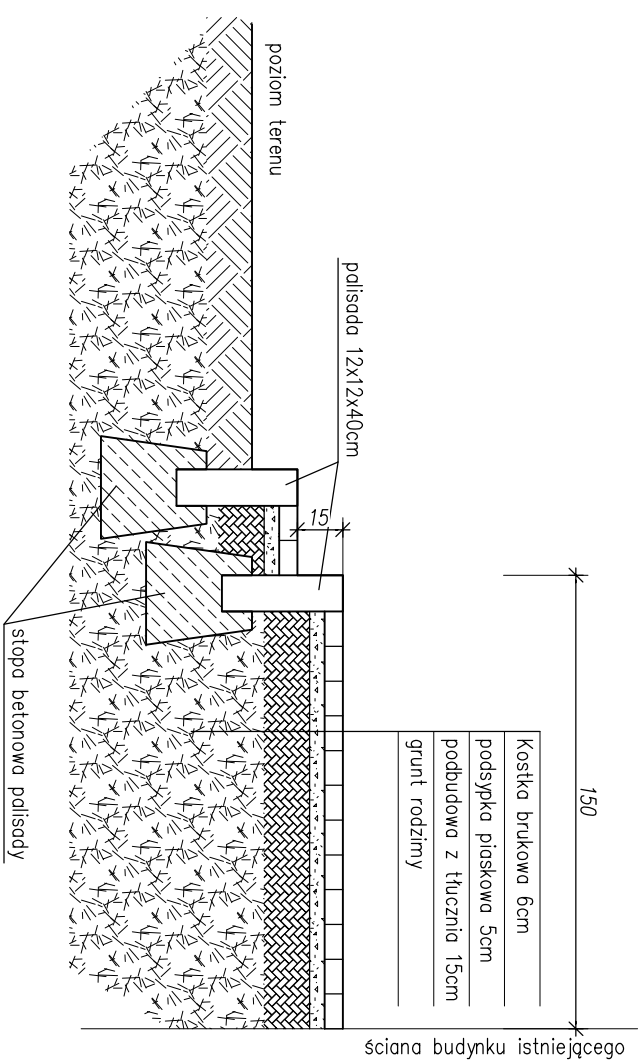 poziom terenu
palisada 12x12x40cm
15
150
Kostka brukowa 6cm
podsypka piaskowa 5cm
podbudowa z tłucznia 15cm
grunt rodzimy
stopa betonowa palisady
ściana budynku istniejącego